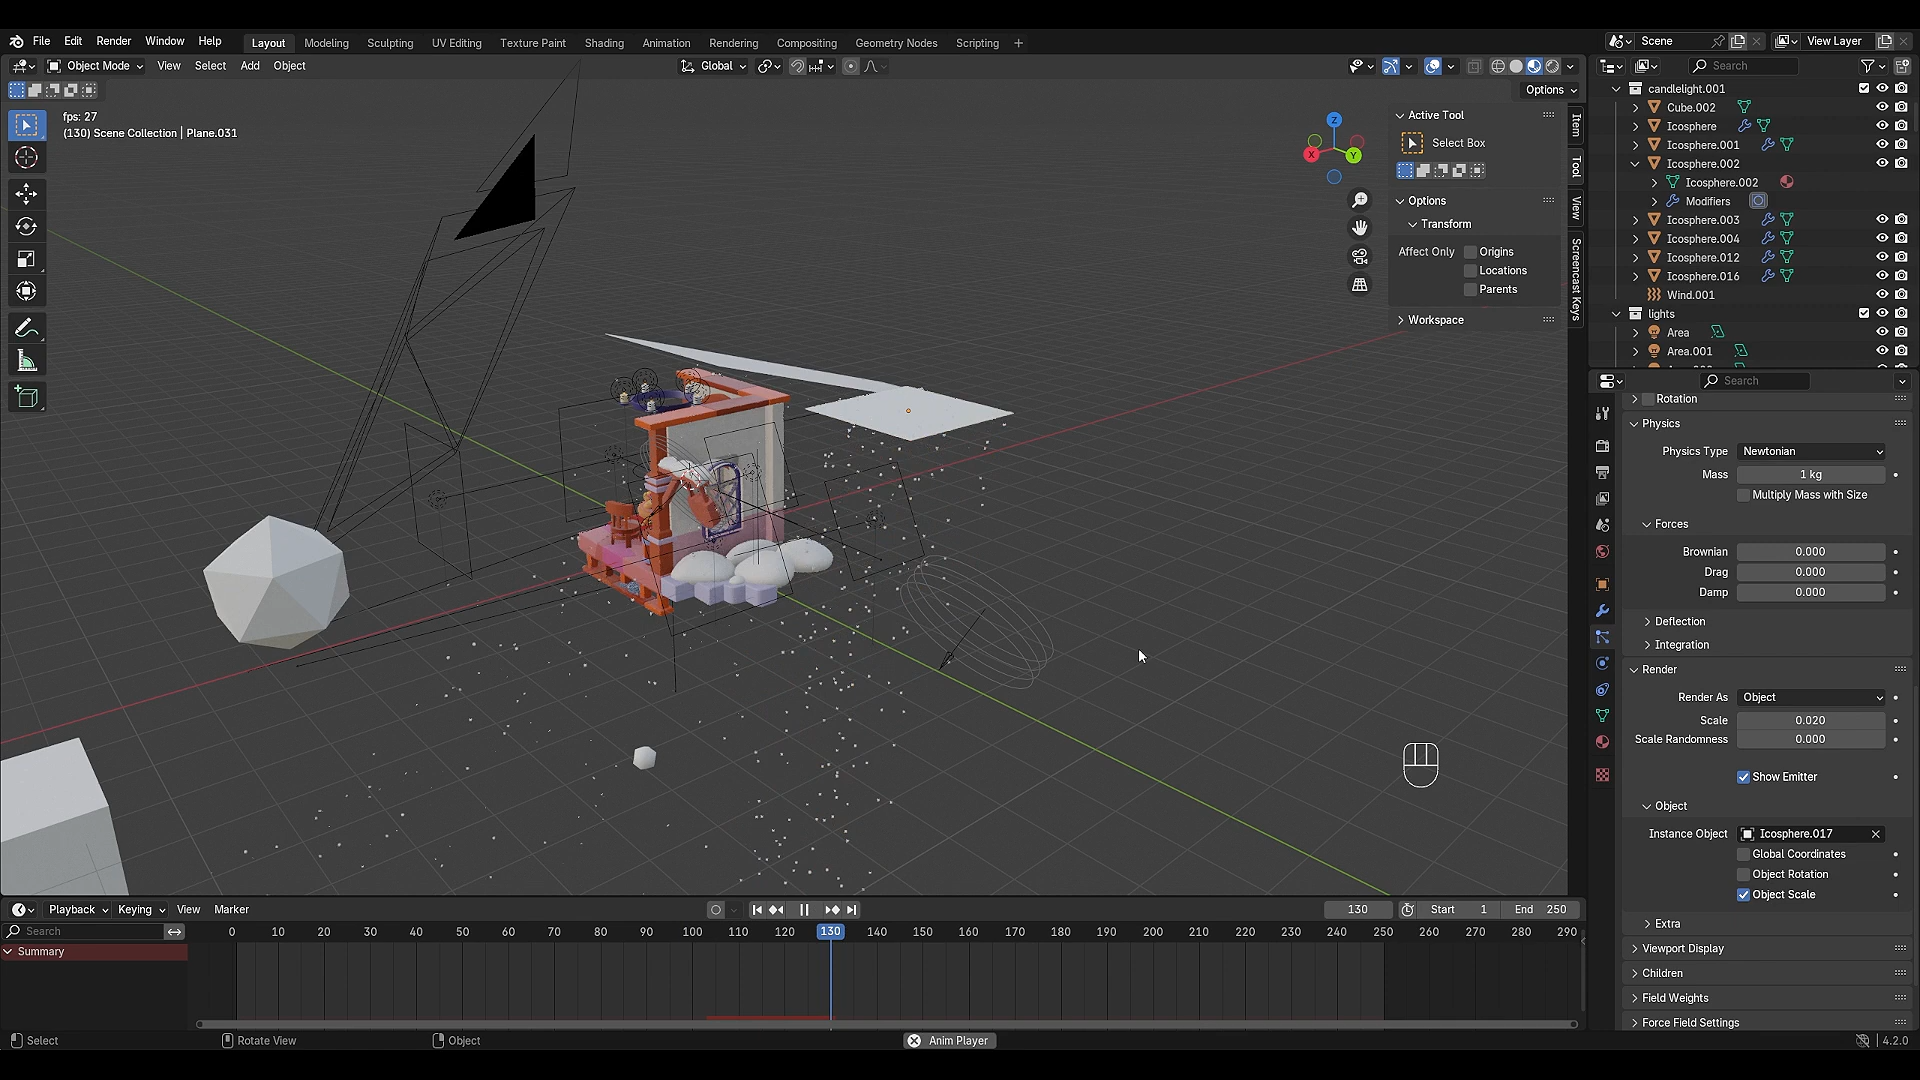 File Edit Render Window Help Layout Modeling Sculpting UV Editing Texture Paint Shading Animation Rendering Compositing Geometry Nodes Scripting + Scene View Layer
Object Mode View Select Add Object Global Search
Options
fps: 27
(130) Scene Collection | Plane.031
Z
X
Y
Active Tool
Select Box
Options
Transform
Affect Only Origins
Locations
Parents
Workspace
Item
Tool
View
Screencast Keys
candlelight.001
Cube.002
Icosphere
Icosphere.001
Icosphere.002
Icosphere.002
Modifiers
Icosphere.003
Icosphere.004
Icosphere.012
Icosphere.016
Wind.001
lights
Area
Area.001
Search
Rotation
Physics
Physics Type Newtonian
Mass 1 kg
Multiply Mass with Size
Forces
Brownian 0.000
Drag 0.000
Damp 0.000
Deflection
Integration
Render
Render As Object
Scale 0.020
Scale Randomness 0.000
Show Emitter
Object
Instance Object Icosphere.017
Global Coordinates
Object Rotation
Object Scale
Extra
Viewport Display
Children
Field Weights
Force Field Settings
Playback Keying View Marker 130 Start 1 End 250
Search 0 10 20 30 40 50 60 70 80 90 100 110 120 130 140 150 160 170 180 190 200 210 220 230 240 250 260 270 280 290
Summary
Select Rotate View Object Anim Player 4.2.0